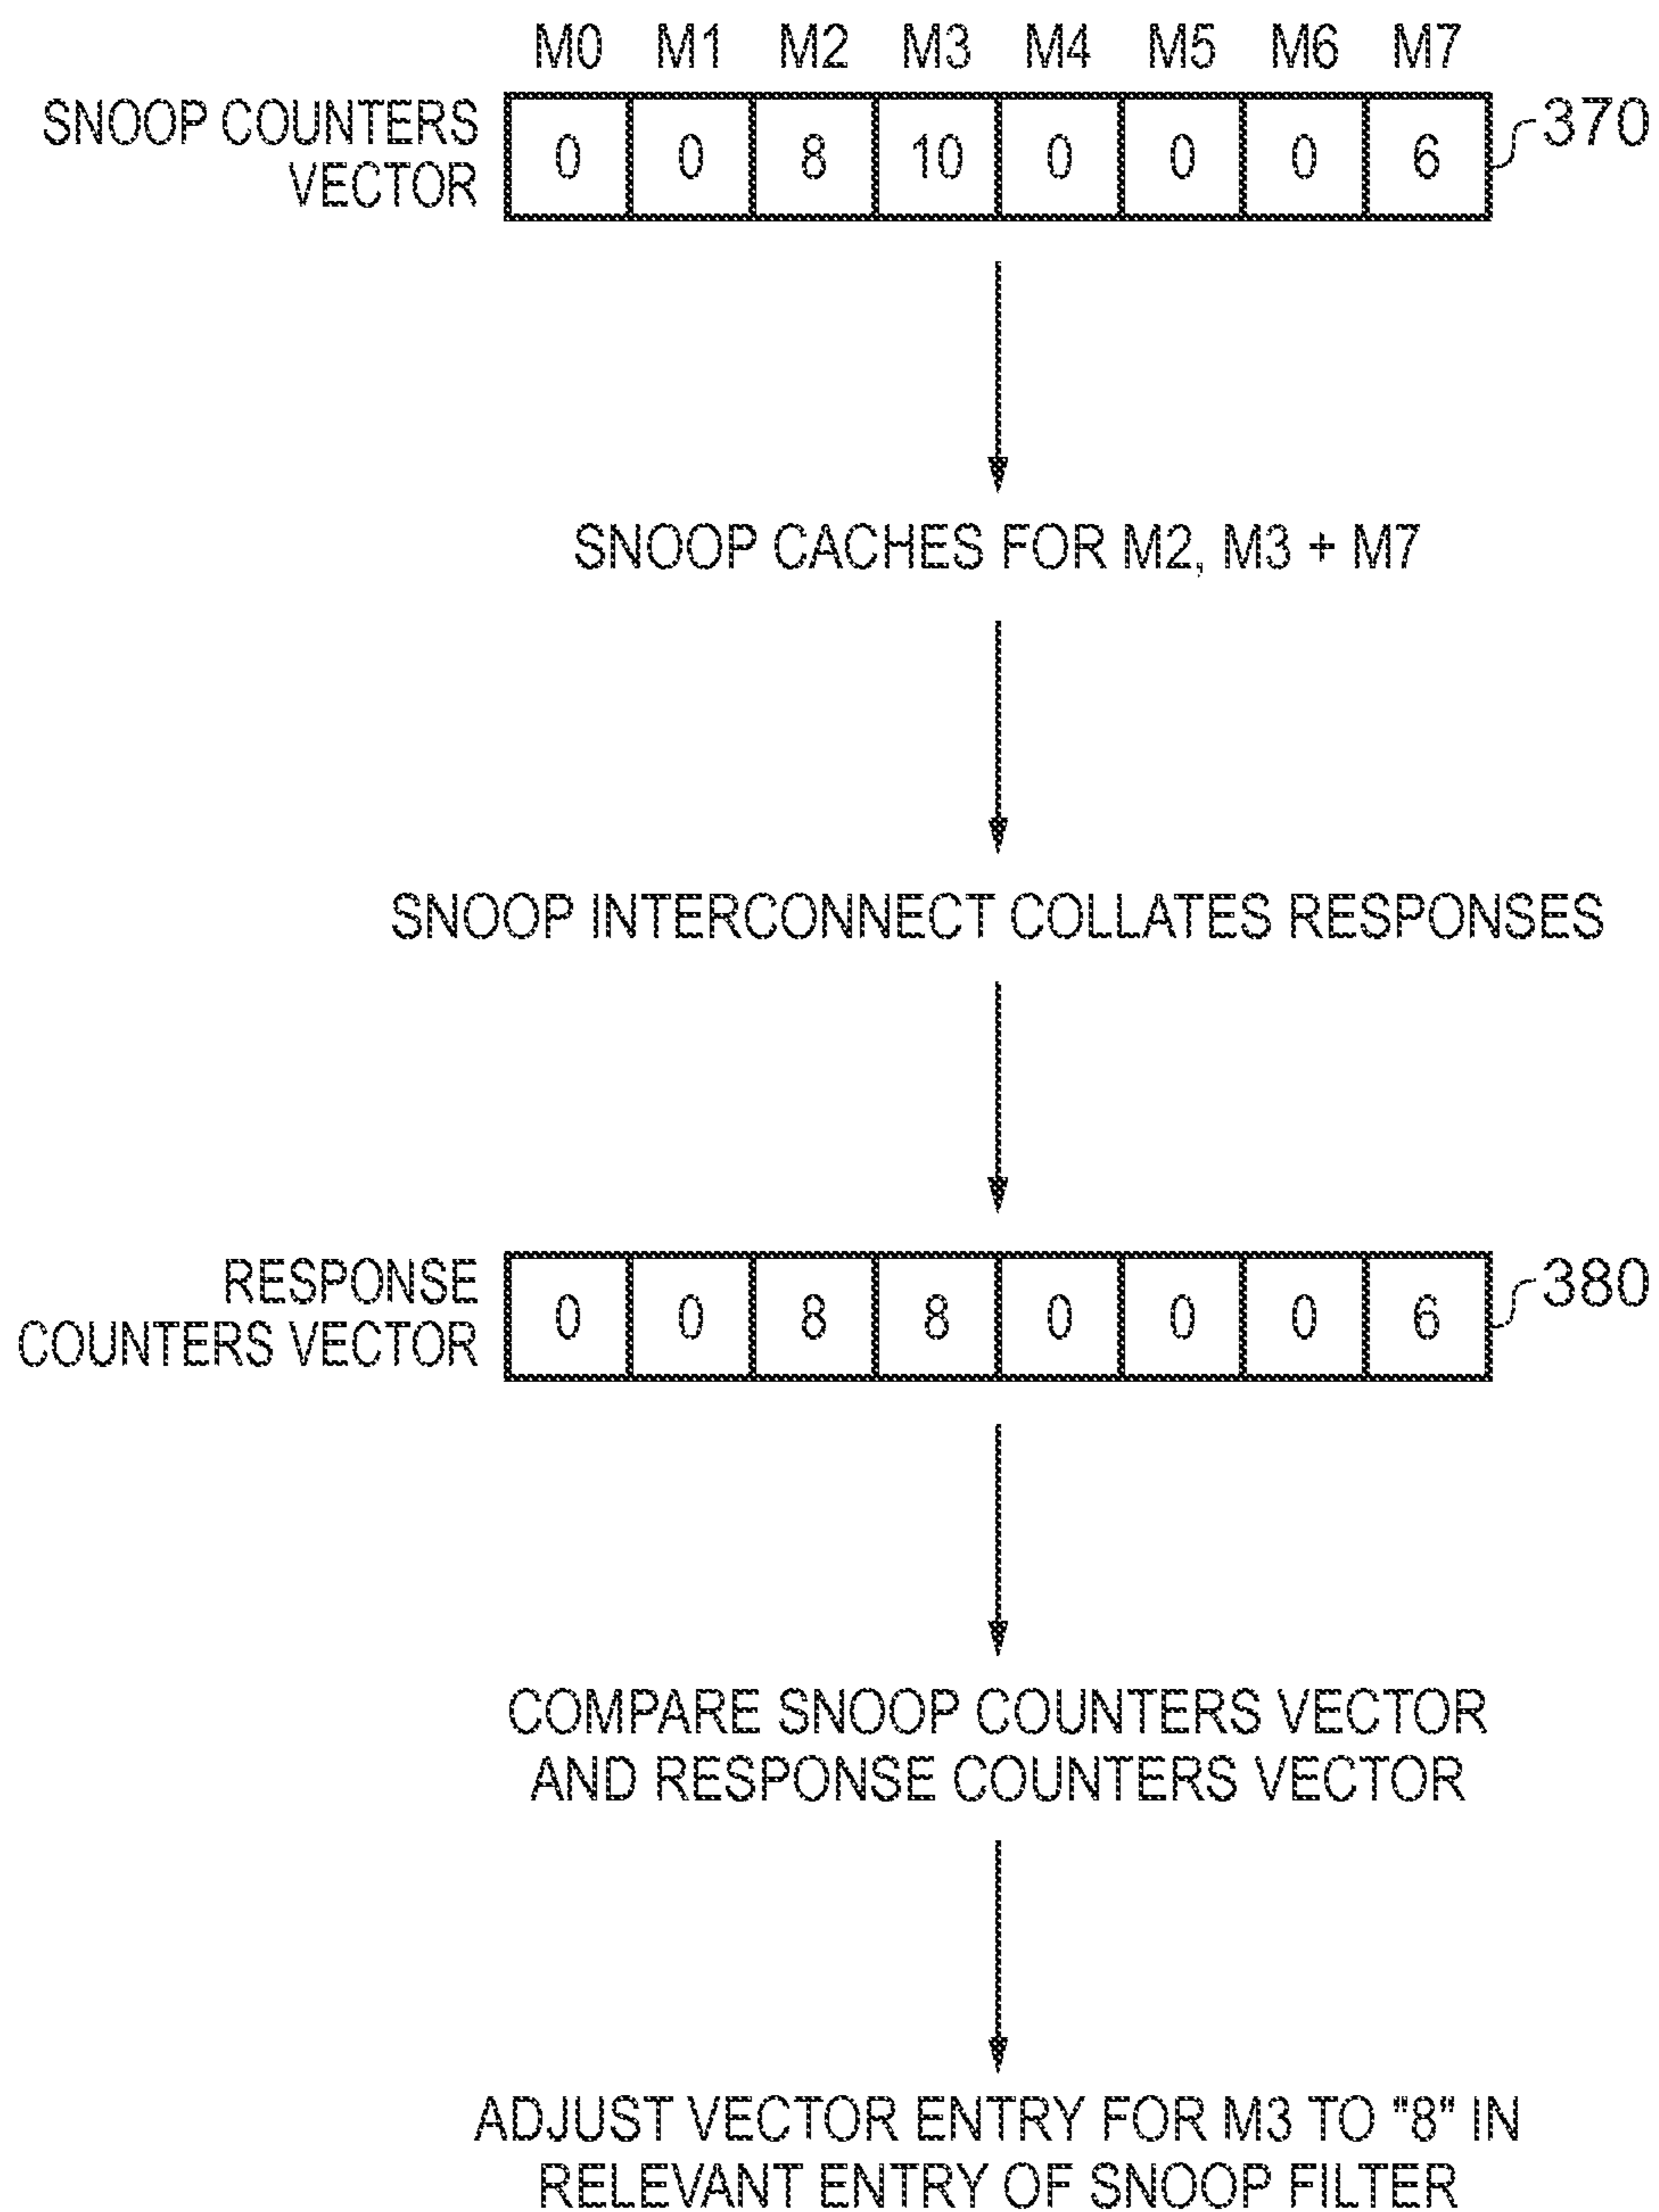 M0 M1 M2 M3 M4 M5 M6 M7
SNOOP COUNTERS
VECTOR
0 0 8 10 0 0 0 6
370
SNOOP CACHES FOR M2, M3 + M7
SNOOP INTERCONNECT COLLATES RESPONSES
RESPONSE
COUNTERS VECTOR
0 0 8 8 0 0 0 6
380
COMPARE SNOOP COUNTERS VECTOR
AND RESPONSE COUNTERS VECTOR
ADJUST VECTOR ENTRY FOR M3 TO "8" IN
RELEVANT ENTRY OF SNOOP FILTER